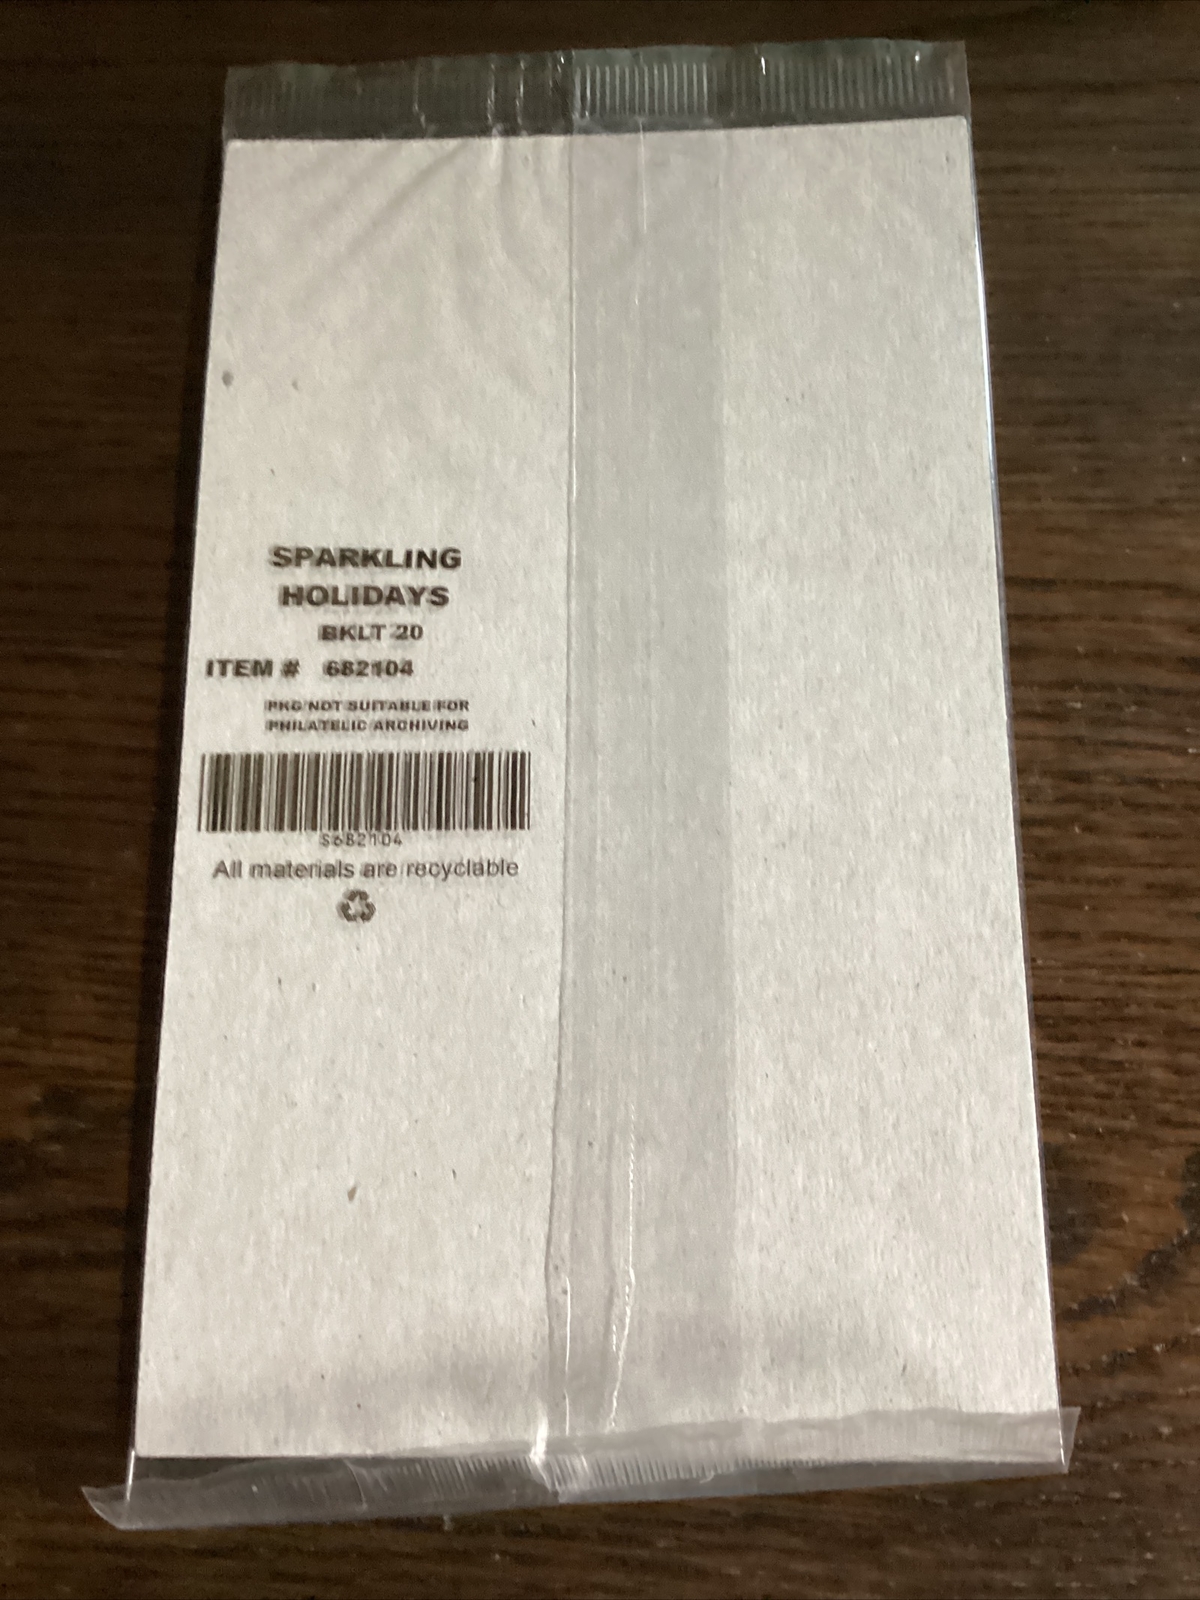 SPARKLING
HOLIDAYS
BKLT 20
ITEM # 682104
PKG NOT SUITABLE FOR
PHILATELIC ARCHIVING
S682104
All materials are recyclable